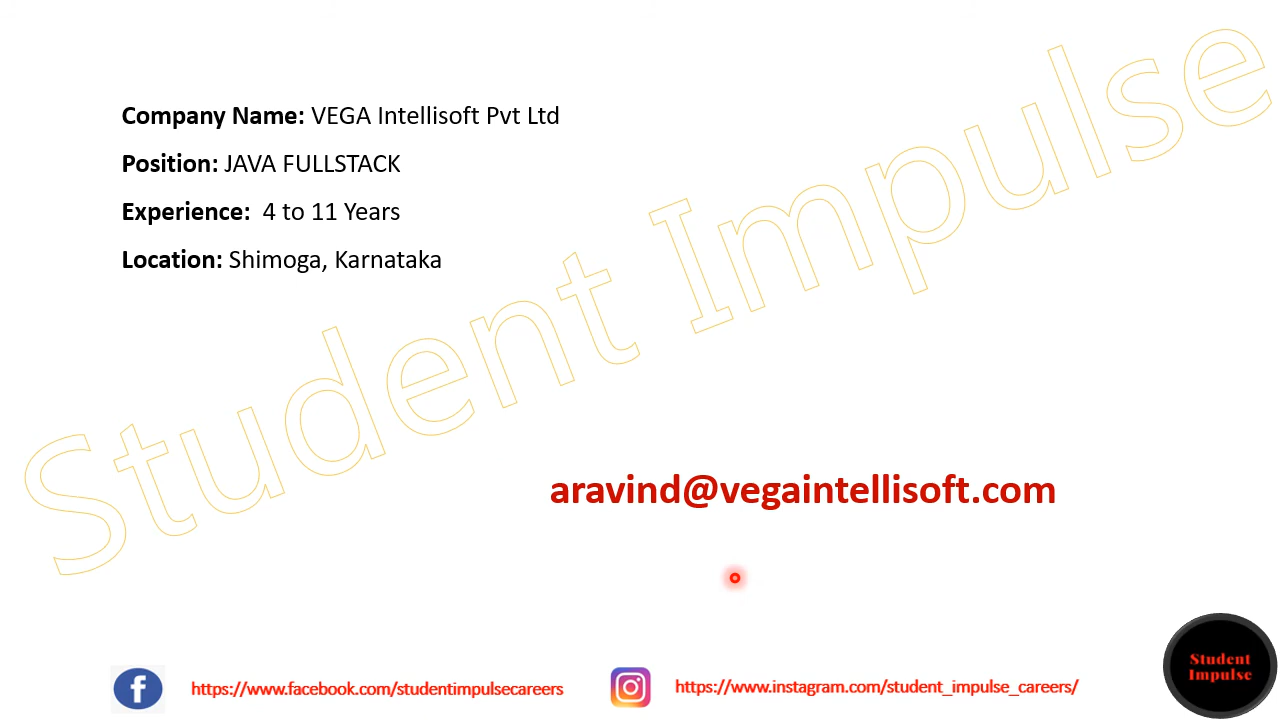 Company Name: VEGA Intellisoft Pvt Ltd
Position: JAVA FULLSTACK
Experience: 4 to 11 Years
Location: Shimoga, Karnataka
Student Impulse
aravind@vegaintellisoft.com
https://www.facebook.com/studentimpulsecareers
https://www.instagram.com/student_impulse_careers/
Student
Impulse